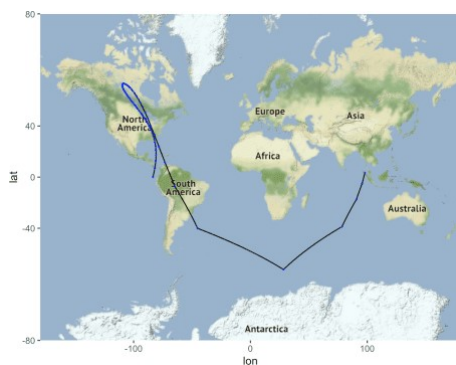 80
40
lat
0
-40
-80
North
America
Europe
Asia
Africa
South
America
Australia
Antarctica
-100
0
100
lon